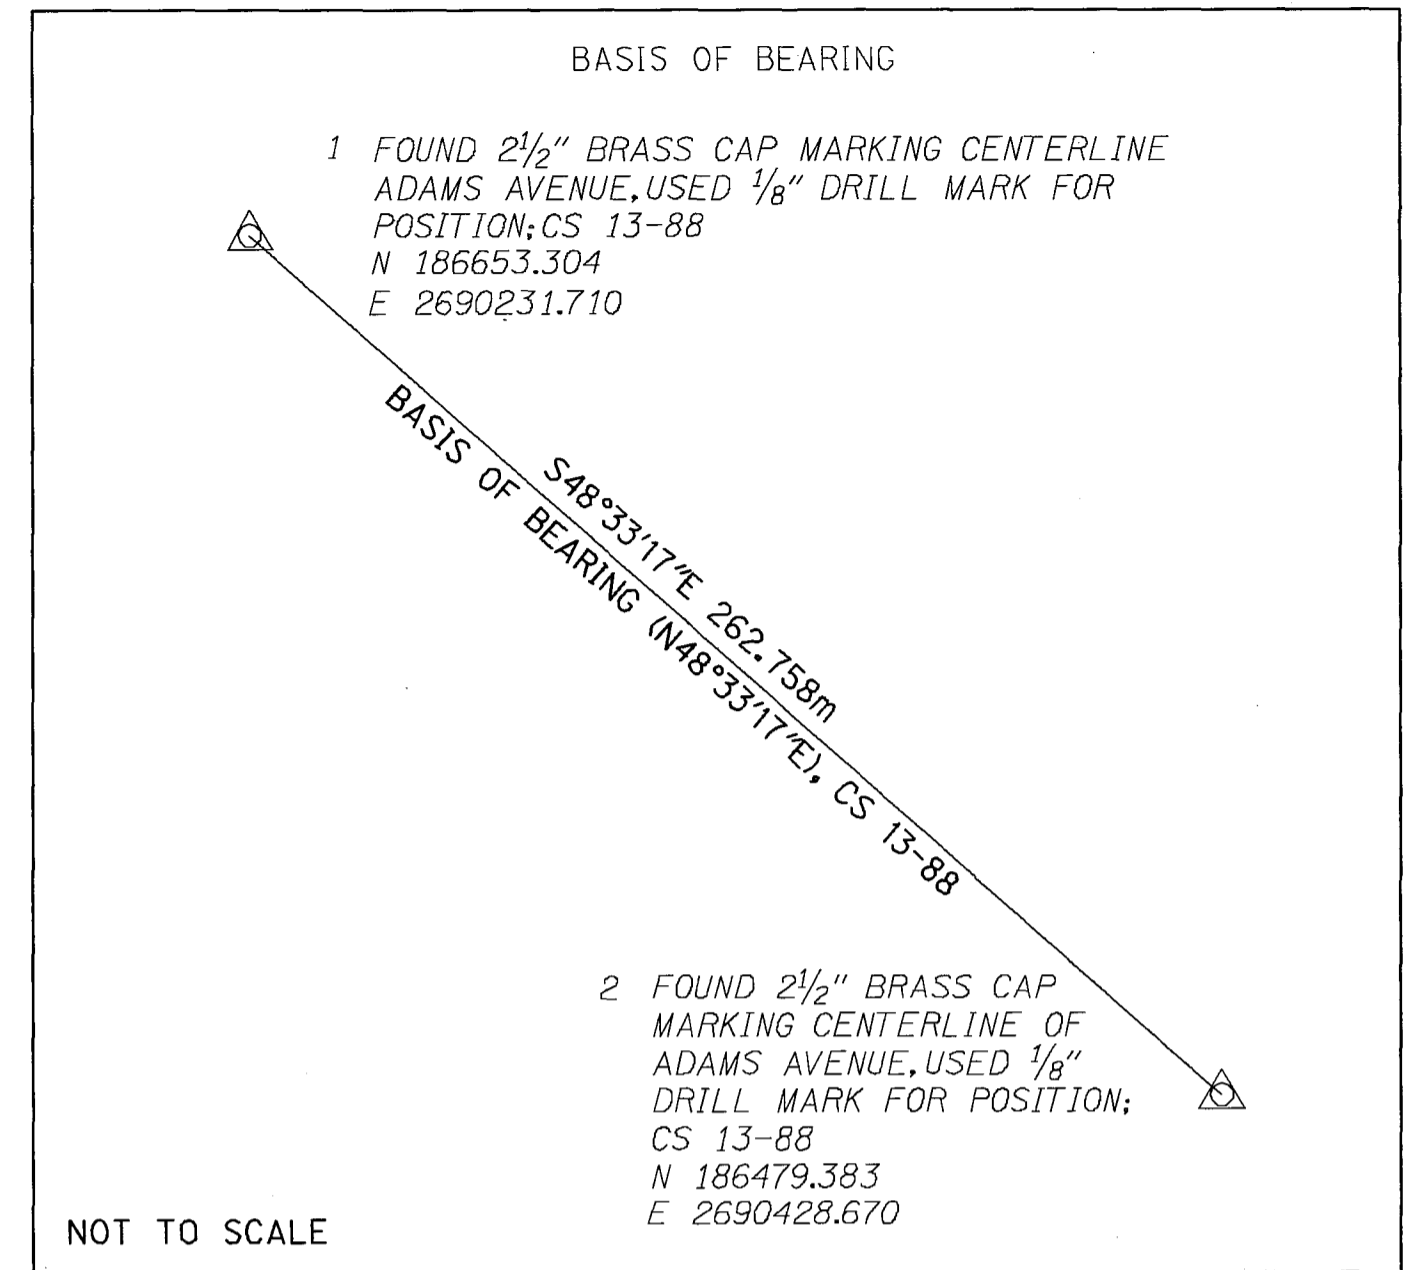 BASIS OF BEARING
1 FOUND 2½" BRASS CAP MARKING CENTERLINE
ADAMS AVENUE, USED ⅛" DRILL MARK FOR
POSITION; CS 13-88
N 186653.304
E 2690231.710
S48°33'17"E 262.758m
BASIS OF BEARING (N48°33'17"E), CS 13-88
2 FOUND 2½" BRASS CAP
MARKING CENTERLINE OF
ADAMS AVENUE, USED ⅛"
DRILL MARK FOR POSITION;
CS 13-88
N 186479.383
E 2690428.670
NOT TO SCALE